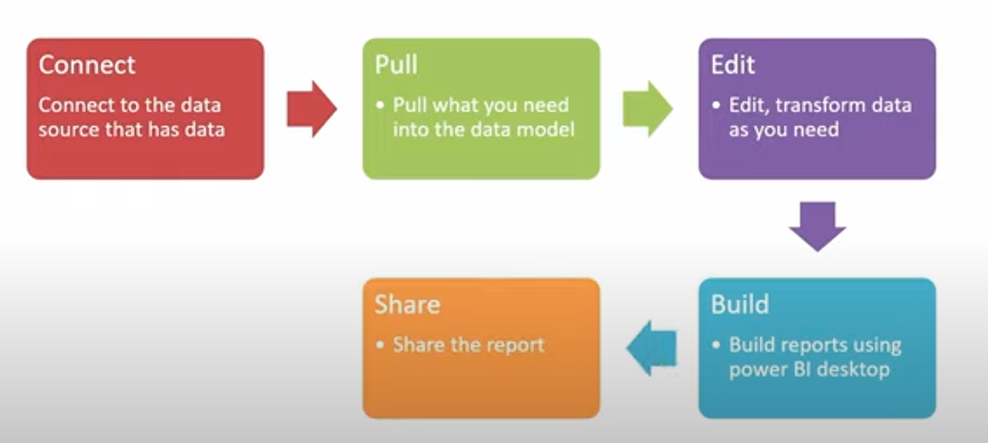 Connect
Connect to the data
source that has data
Pull
• Pull what you need
into the data model
Edit
• Edit, transform data
as you need
Build
• Build reports using
power BI desktop
Share
• Share the report